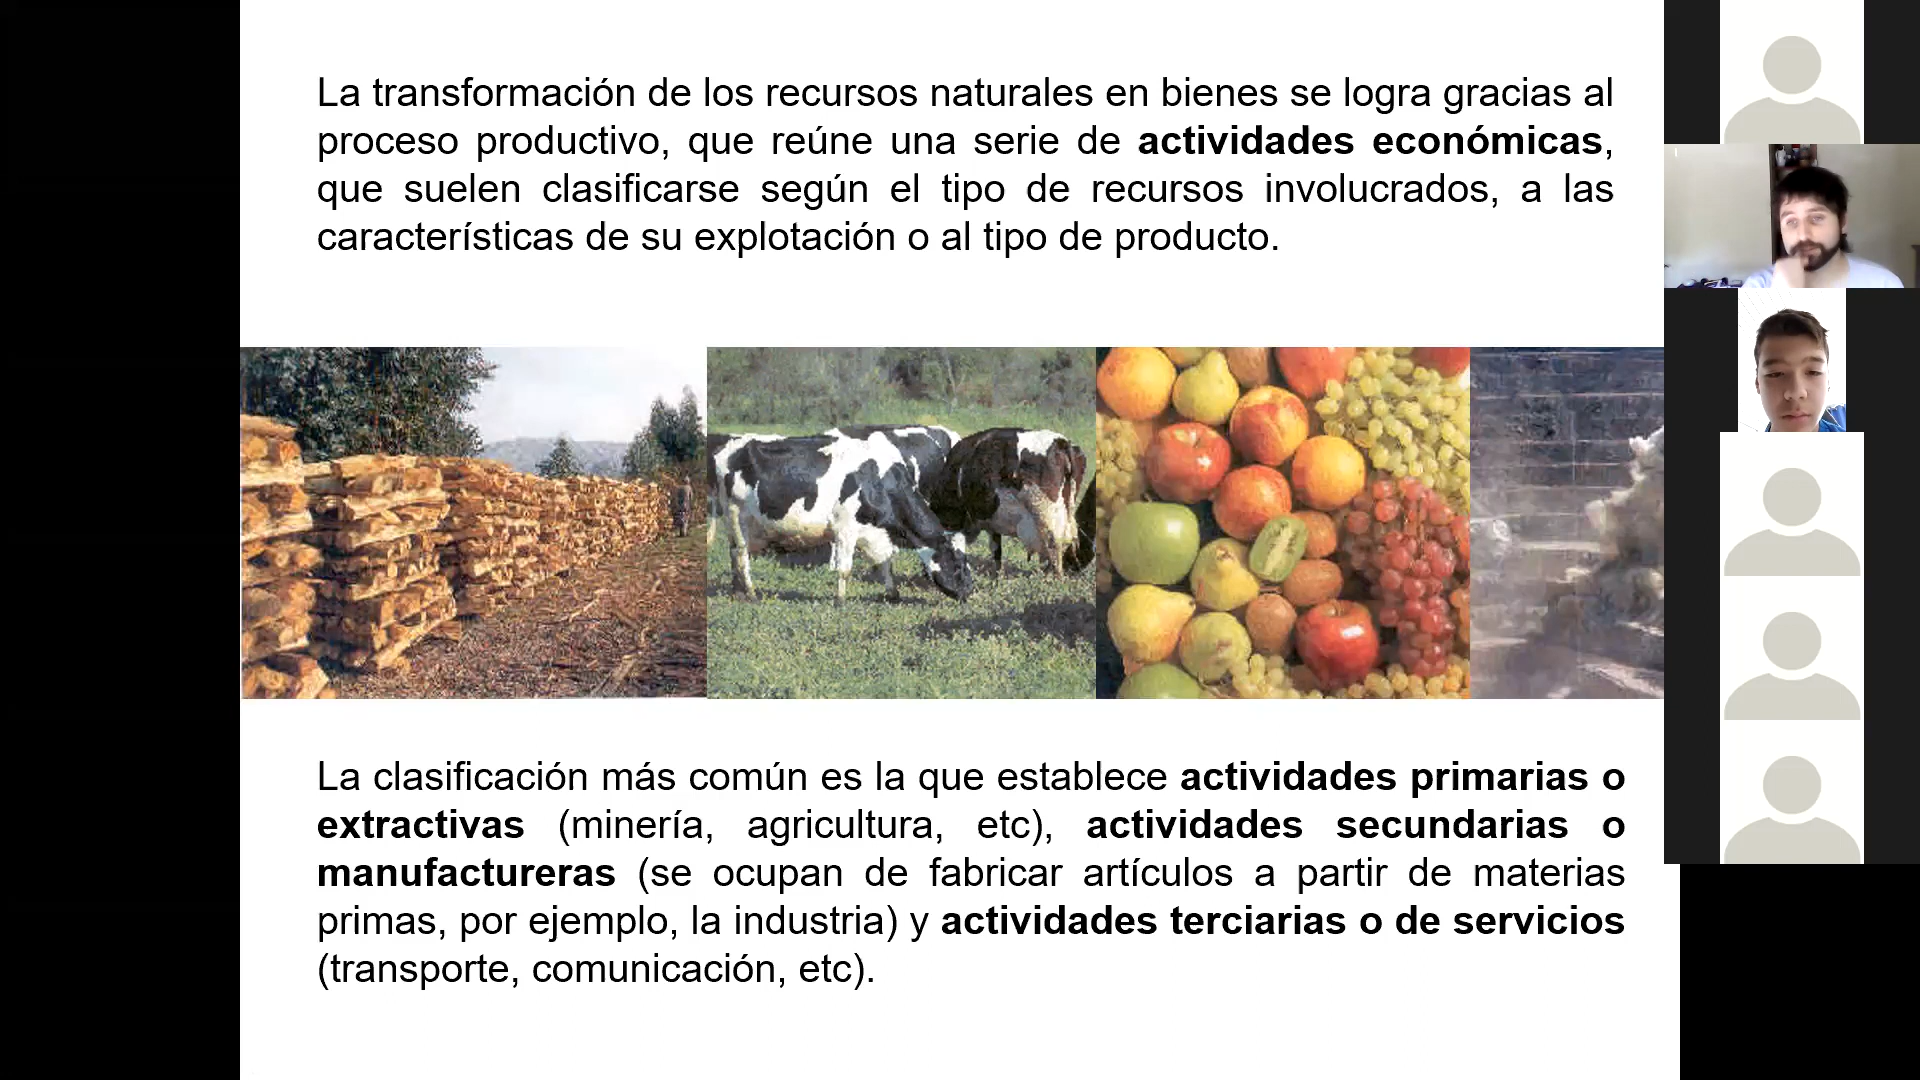 La transformación de los recursos naturales en bienes se logra gracias al
proceso productivo, que reúne una serie de actividades económicas,
que suelen clasificarse según el tipo de recursos involucrados, a las
características de su explotación o al tipo de producto.
La clasificación más común es la que establece actividades primarias o
extractivas (minería, agricultura, etc), actividades secundarias o
manufactureras (se ocupan de fabricar artículos a partir de materias
primas, por ejemplo, la industria) y actividades terciarias o de servicios
(transporte, comunicación, etc).